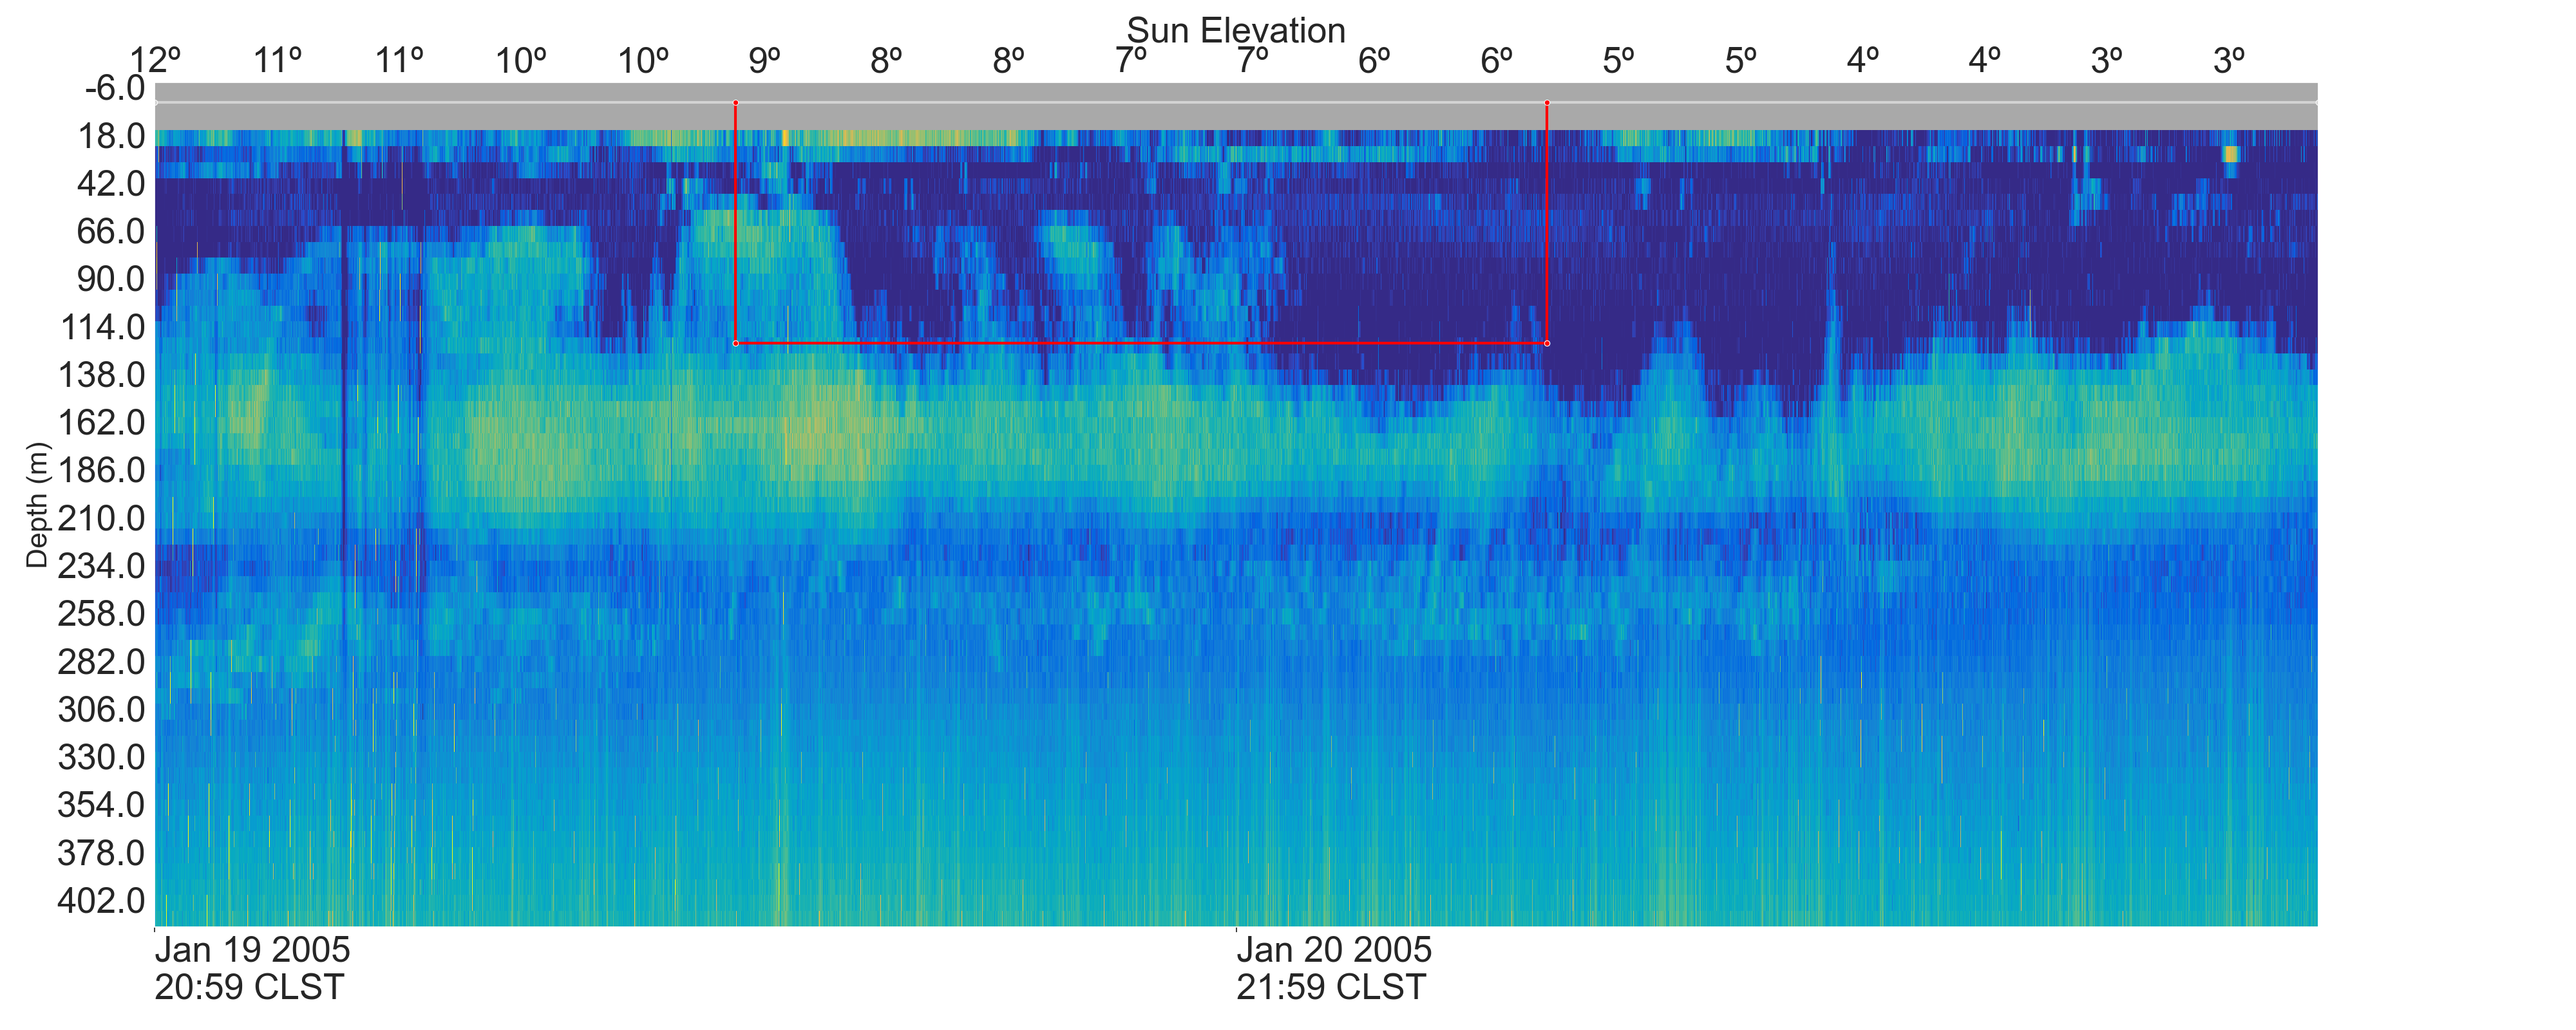 Sun Elevation
12º 11º 11º 10º 10º 9º 8º 8º 7º 7º 6º 6º 5º 5º 4º 4º 3º 3º
-6.0
18.0
42.0
66.0
90.0
114.0
138.0
162.0
186.0
210.0
234.0
258.0
282.0
306.0
330.0
354.0
378.0
402.0
Depth (m)
Jan 19 2005
20:59 CLST
Jan 20 2005
21:59 CLST